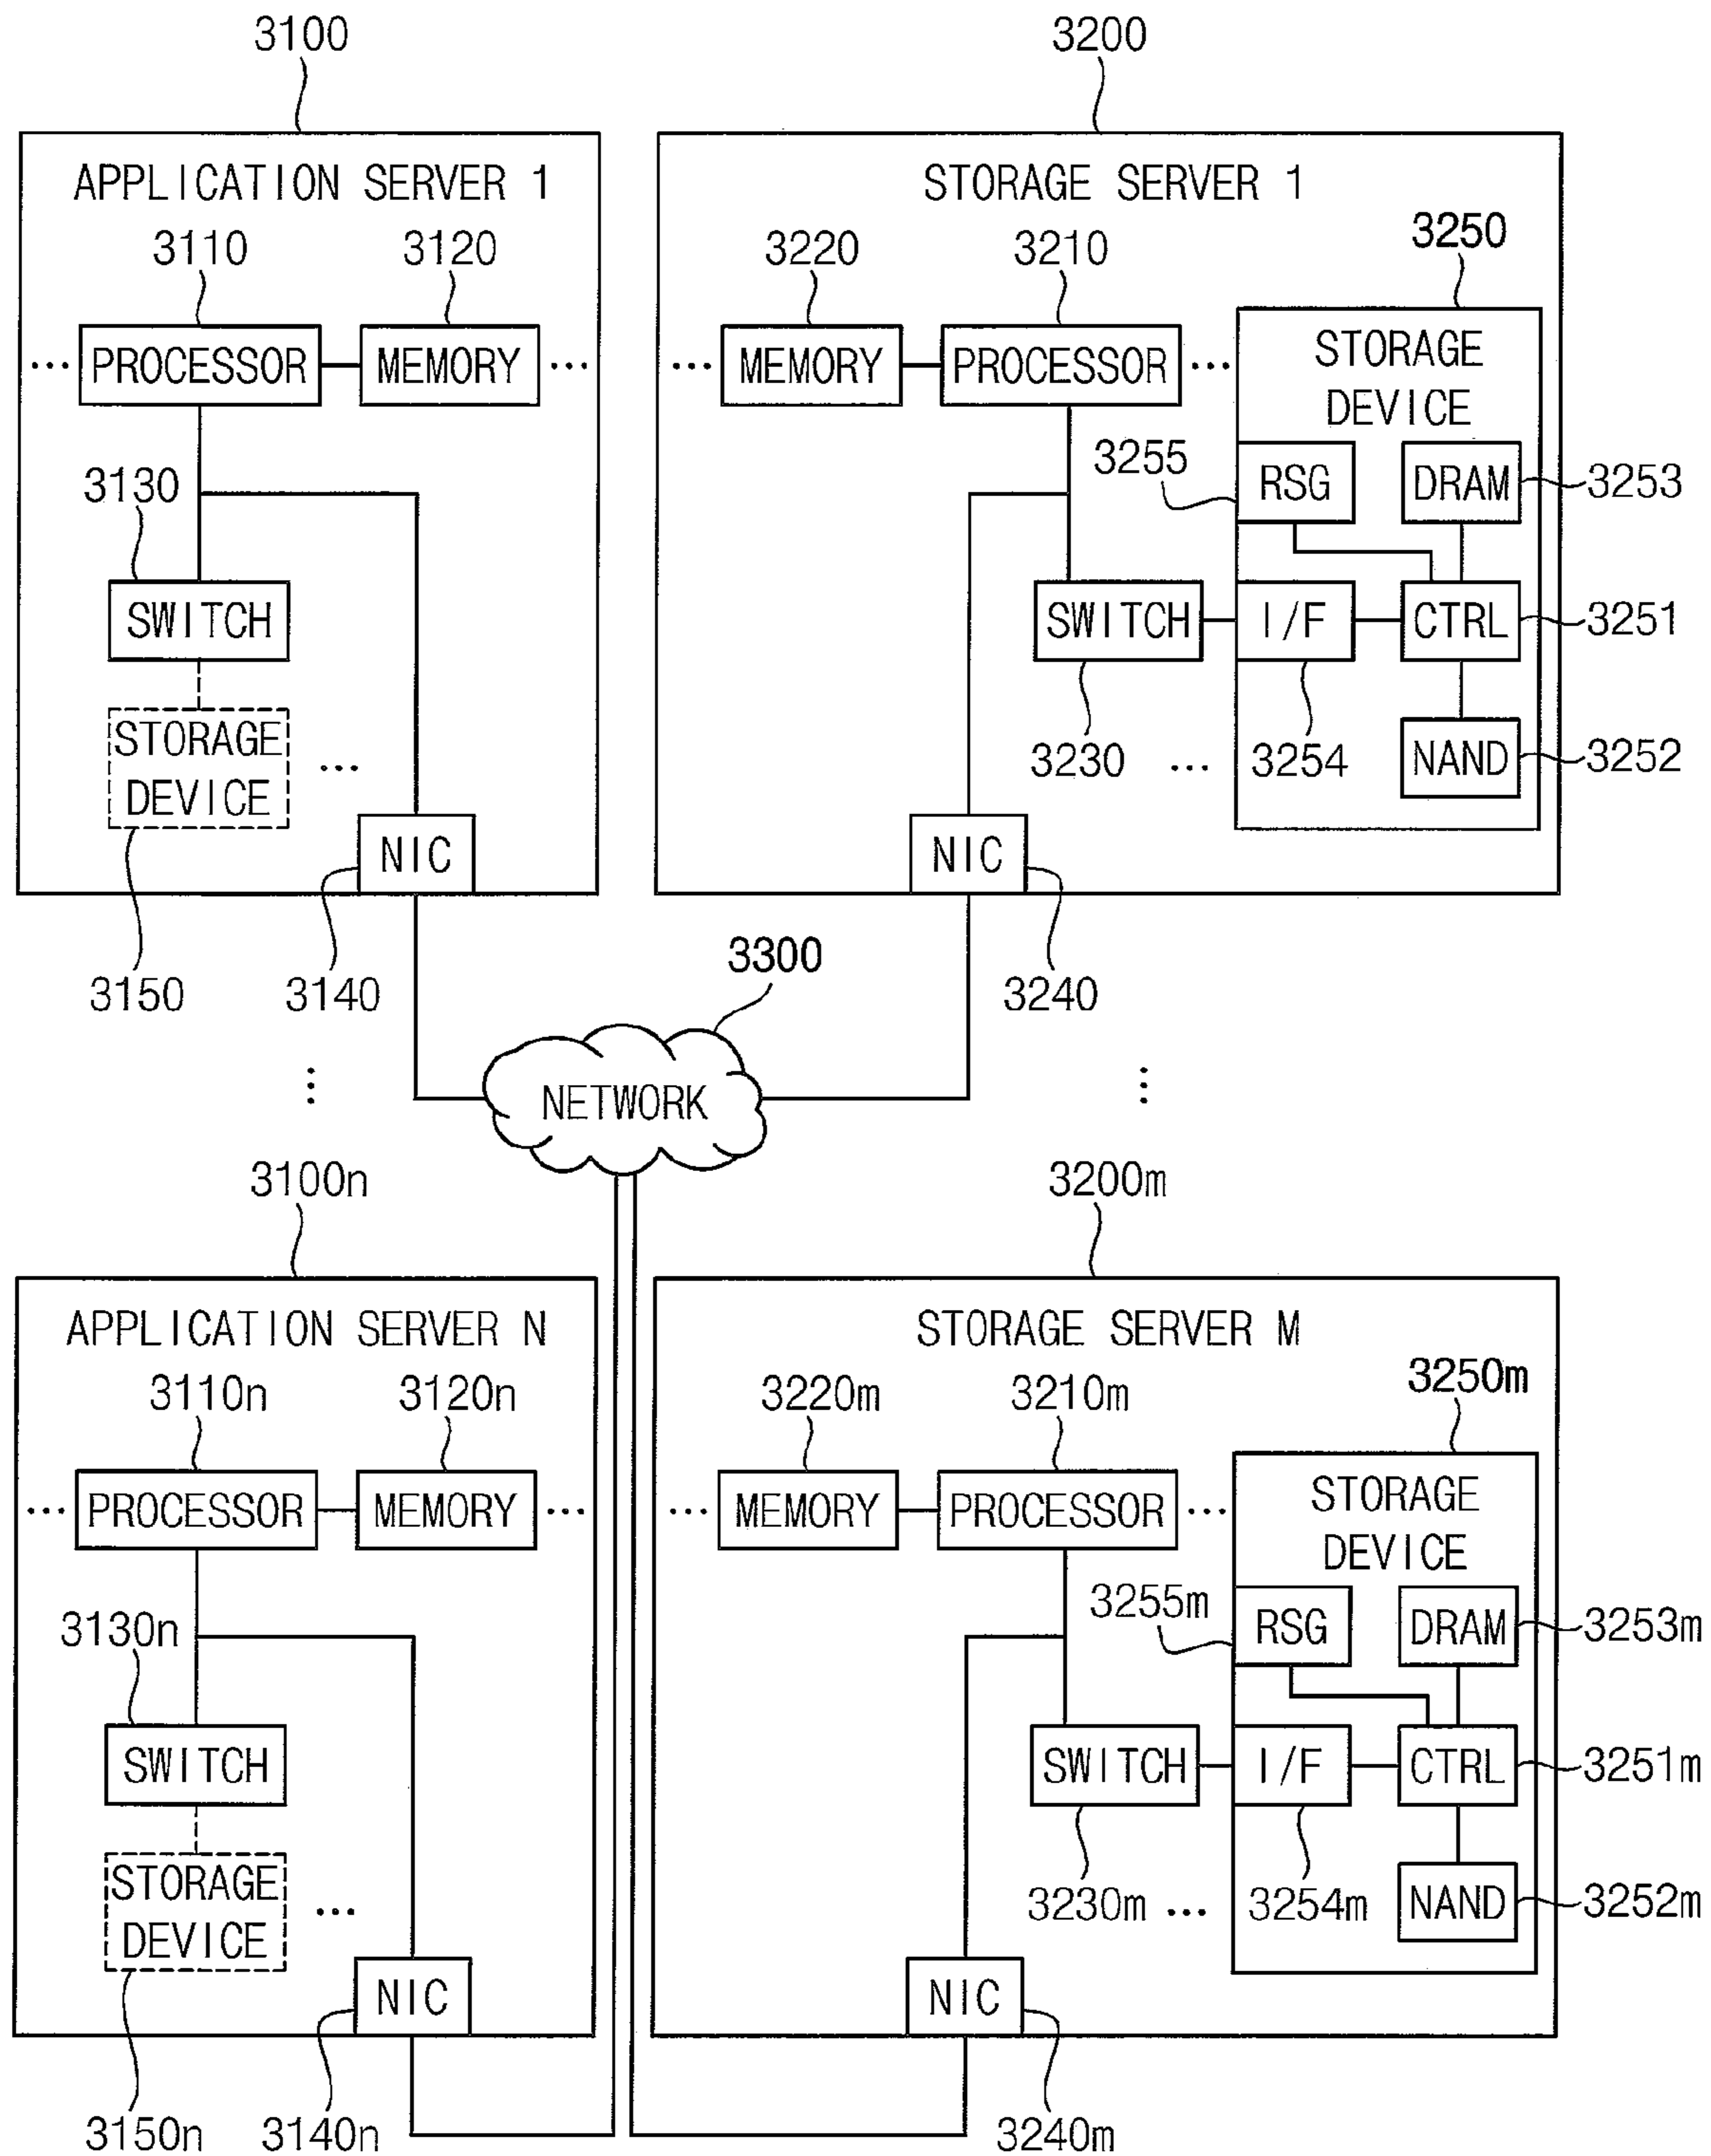 3100
3200
APPLICATION SERVER 1
STORAGE SERVER 1
3110
3120
3220
3210
3250
... PROCESSOR MEMORY ...
... MEMORY PROCESSOR ...
STORAGE
DEVICE
3130
3255
RSG
DRAM
3253
SWITCH
SWITCH
I/F
CTRL
3251
STORAGE
DEVICE
...
3230
...
3254
NAND
3252
NIC
NIC
3150
3140
3300
3240
NETWORK
3100n
3200m
APPLICATION SERVER N
STORAGE SERVER M
3110n
3120n
3220m
3210m
3250m
... PROCESSOR MEMORY ...
... MEMORY PROCESSOR ...
STORAGE
DEVICE
3130n
3255m
RSG
DRAM
3253m
SWITCH
SWITCH
I/F
CTRL
3251m
STORAGE
DEVICE
...
3230m
...
3254m
NAND
3252m
NIC
NIC
3150n
3140n
3240m